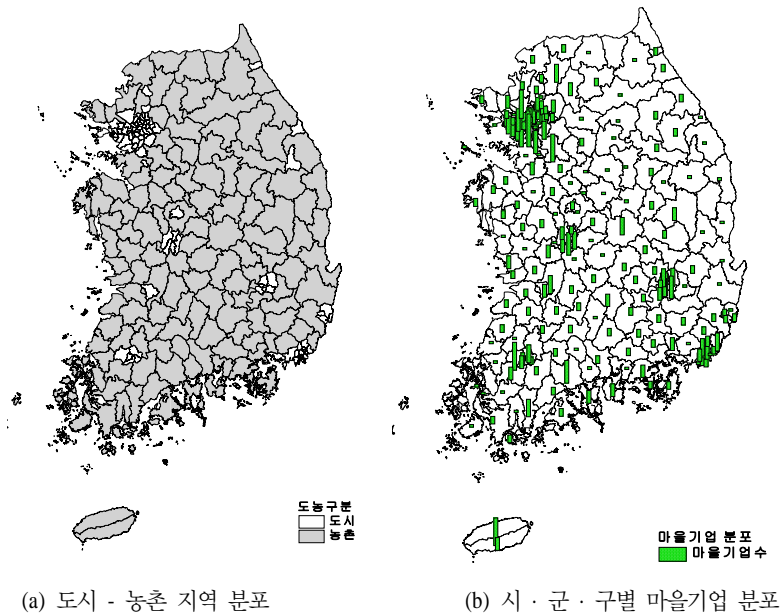 도농구분
도시
농촌
마을기업 분포
마을기업수
(a) 도시 - 농촌 지역 분포
(b) 시 · 군 · 구별 마을기업 분포